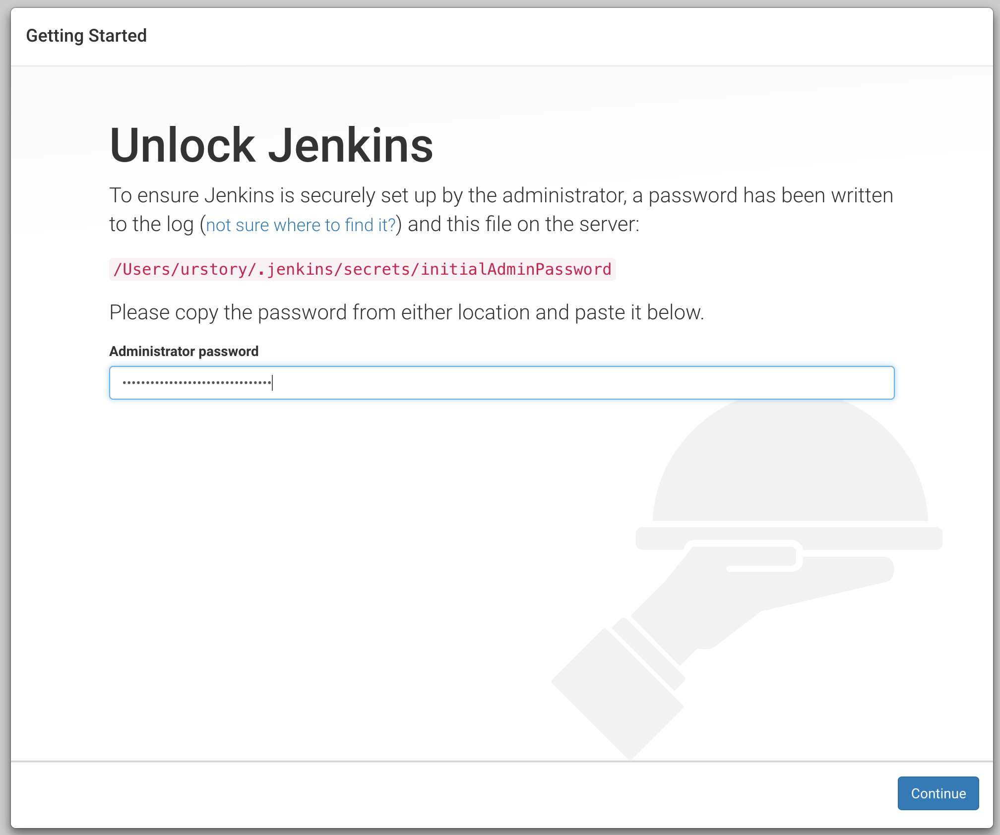 Getting Started
Unlock Jenkins
To ensure Jenkins is securely set up by the administrator, a password has been written
to the log (not sure where to find it?) and this file on the server:
/Users/urstory/.jenkins/secrets/initialAdminPassword
Please copy the password from either location and paste it below.
Administrator password
Continue